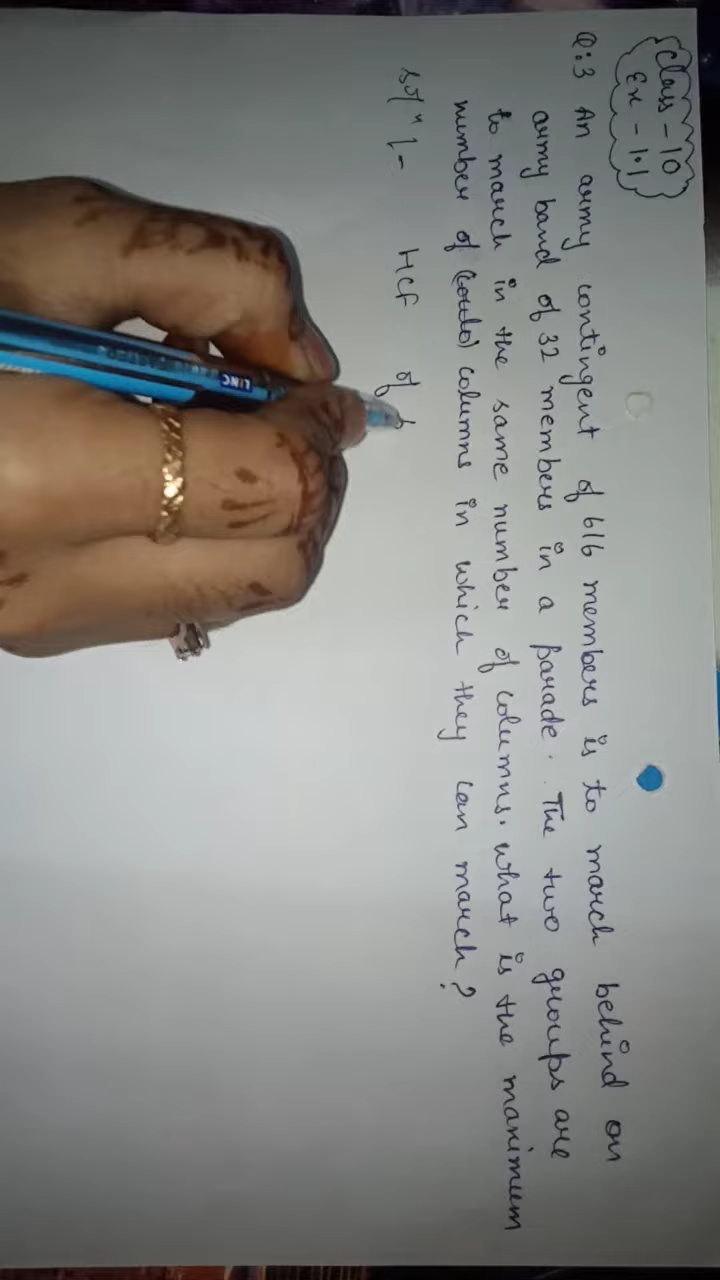 Class - 10
Ex - 1.1
Q:3 An army contingent of 616 members is to march behind an
army band of 32 members in a parade. The two groups are
to march in the same number of columns. what is the maximum
number of columns in which they can march?
Solⁿ :- HCF of
LINC